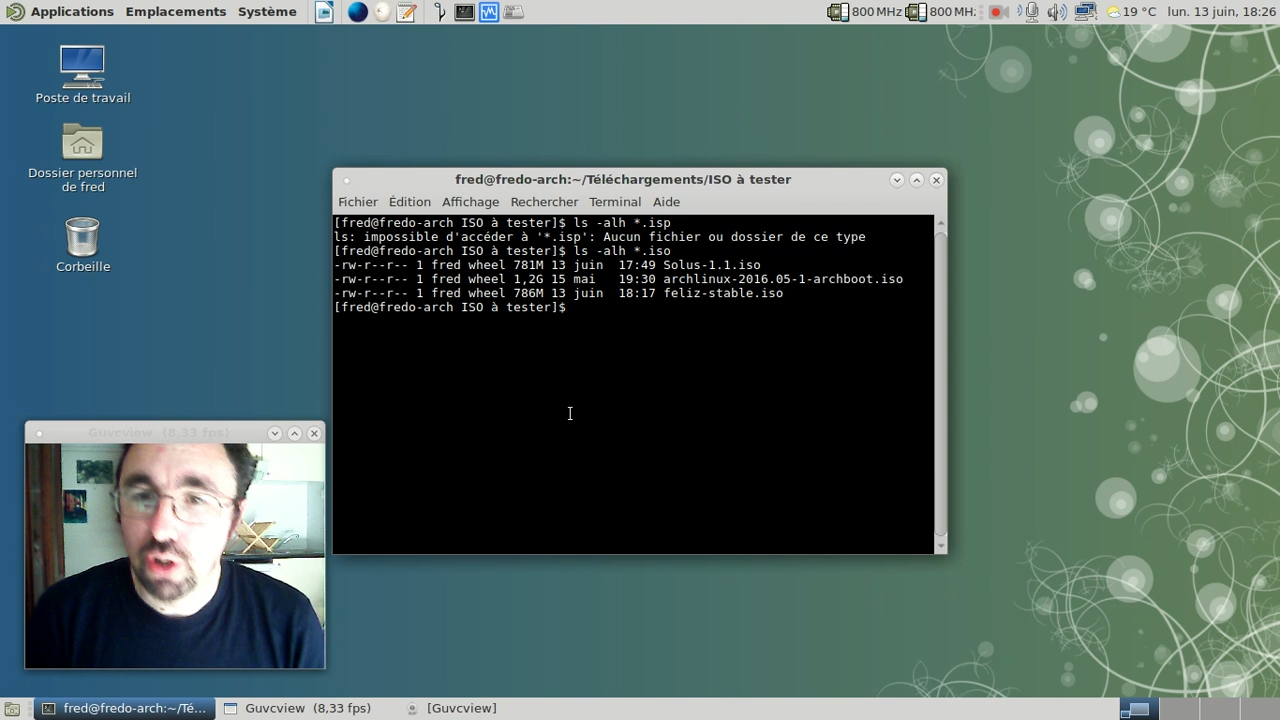 Applications Emplacements Système 800 MHz 800 MHz 19 °C lun. 13 juin, 18:26
Poste de travail
Dossier personnel
de fred
Corbeille
fred@fredo-arch:~/Téléchargements/ISO à tester
Fichier Édition Affichage Rechercher Terminal Aide
[fred@fredo-arch ISO à tester]$ ls -alh *.isp
ls: impossible d'accéder à '*.isp': Aucun fichier ou dossier de ce type
[fred@fredo-arch ISO à tester]$ ls -alh *.iso
-rw-r--r-- 1 fred wheel 781M 13 juin  17:49 Solus-1.1.iso
-rw-r--r-- 1 fred wheel 1,2G 15 mai   19:30 archlinux-2016.05-1-archboot.iso
-rw-r--r-- 1 fred wheel 786M 13 juin  18:17 feliz-stable.iso
[fred@fredo-arch ISO à tester]$
Guvcview (8,33 fps)
fred@fredo-arch:~/Té... Guvcview (8,33 fps) [Guvcview]